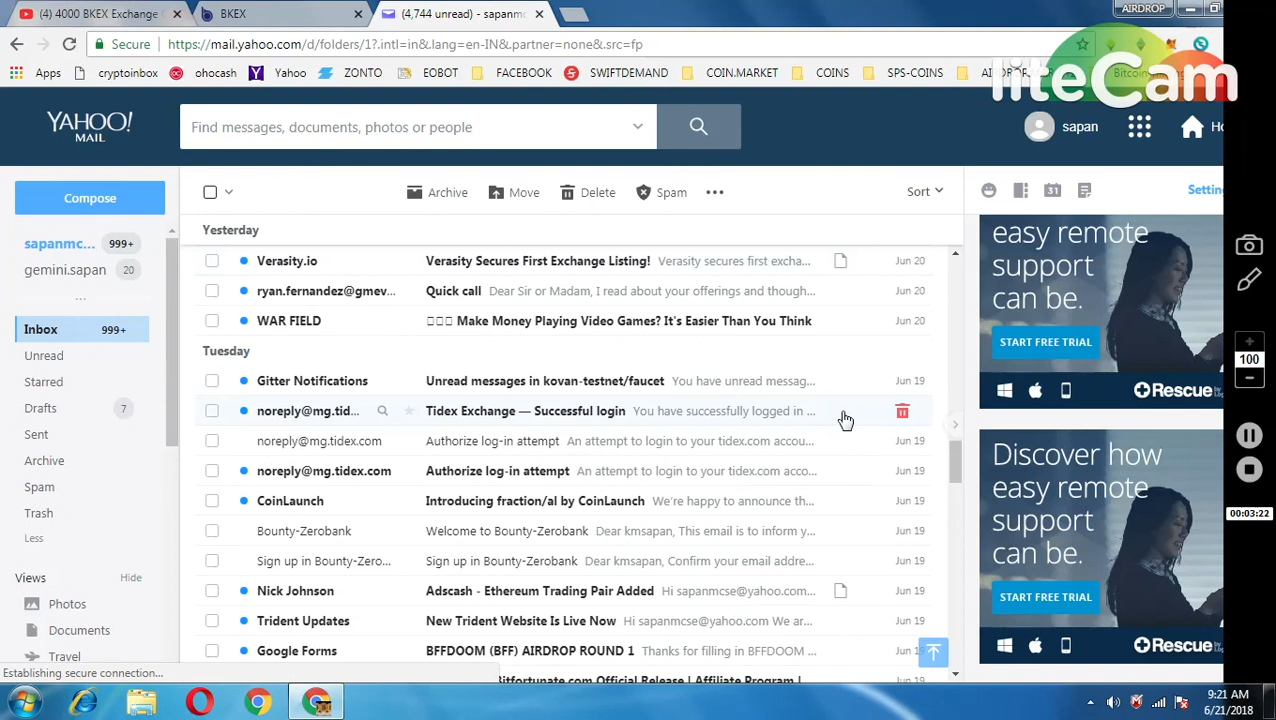 (4) 4000 BKEX Exchange
BKEX
(4,744 unread) - sapanm
AIRDROP
Secure
https://mail.yahoo.com/d/folders/1?.intl=in&.lang=en-IN&.partner=none&.src=fp
Apps
cryptoinbox
ohocash
Yahoo
ZONTO
EOBOT
FACEBOOK
SWIFTDEMAND
COIN.MARKET
COINS
SPS-COINS
liteCam
YAHOO!
MAIL
Find messages, documents, photos or people
sapan
Compose
Archive
Move
Delete
Spam
Sort
31
sapanmc... 999+
gemini.sapan 20
...
Inbox 999+
Unread
Starred
Drafts 7
Sent
Archive
Spam
Trash
Less
Views Hide
Photos
Documents
Travel
Yesterday
Verasity.io Verasity Secures First Exchange Listing! Verasity secures first excha... Jun 20
ryan.fernandez@gmev... Quick call Dear Sir or Madam, I read about your offerings and though... Jun 20
WAR FIELD Make Money Playing Video Games? It's Easier Than You Think Jun 20
Tuesday
Gitter Notifications Unread messages in kovan-testnet/faucet You have unread messag... Jun 19
noreply@mg.tid... Tidex Exchange — Successful login You have successfully logged in ...
noreply@mg.tidex.com Authorize log-in attempt An attempt to login to your tidex.com accou... Jun 19
noreply@mg.tidex.com Authorize log-in attempt An attempt to login to your tidex.com acco... Jun 19
CoinLaunch Introducing fraction/al by CoinLaunch We're happy to announce th... Jun 19
Bounty-Zerobank Welcome to Bounty-Zerobank Dear kmsapan, This email is to inform y... Jun 19
Sign up in Bounty-Zero... Sign up in Bounty-Zerobank Dear kmsapan, Confirm your email addre... Jun 19
Nick Johnson Adscash - Ethereum Trading Pair Added Hi sapanmcse@yahoo.com... Jun 19
Trident Updates New Trident Website Is Live Now Hi sapanmcse@yahoo.com We ar... Jun 19
Google Forms BFFDOOM (BFF) AIRDROP ROUND 1 Thanks for filling in BFFDOOM ...
Bitfortunate.com Official Release | Affiliate Program |
easy remote
support
can be.
START FREE TRIAL
Rescue
Discover how
easy remote
support
can be.
START FREE TRIAL
Rescue
100
00:03:22
Establishing secure connection...
9:21 AM
6/21/2018